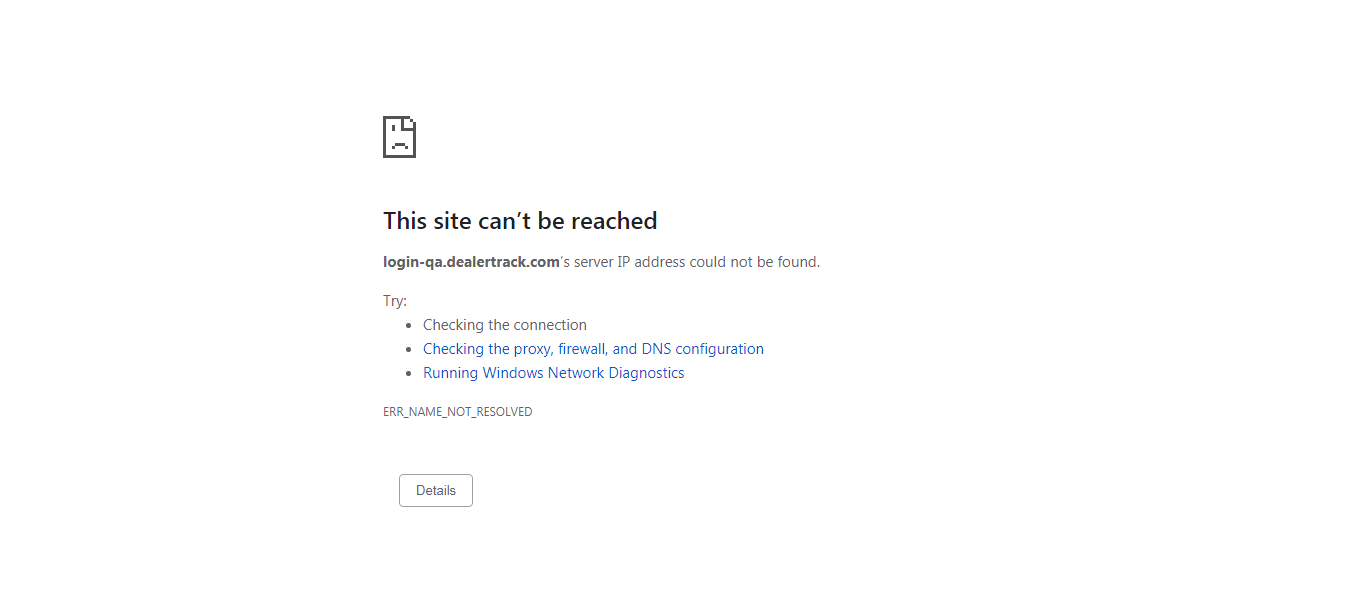 This site can’t be reached
login-qa.dealertrack.com’s server IP address could not be found.
Try:
Checking the connection
Checking the proxy, firewall, and DNS configuration
Running Windows Network Diagnostics
ERR_NAME_NOT_RESOLVED
Details